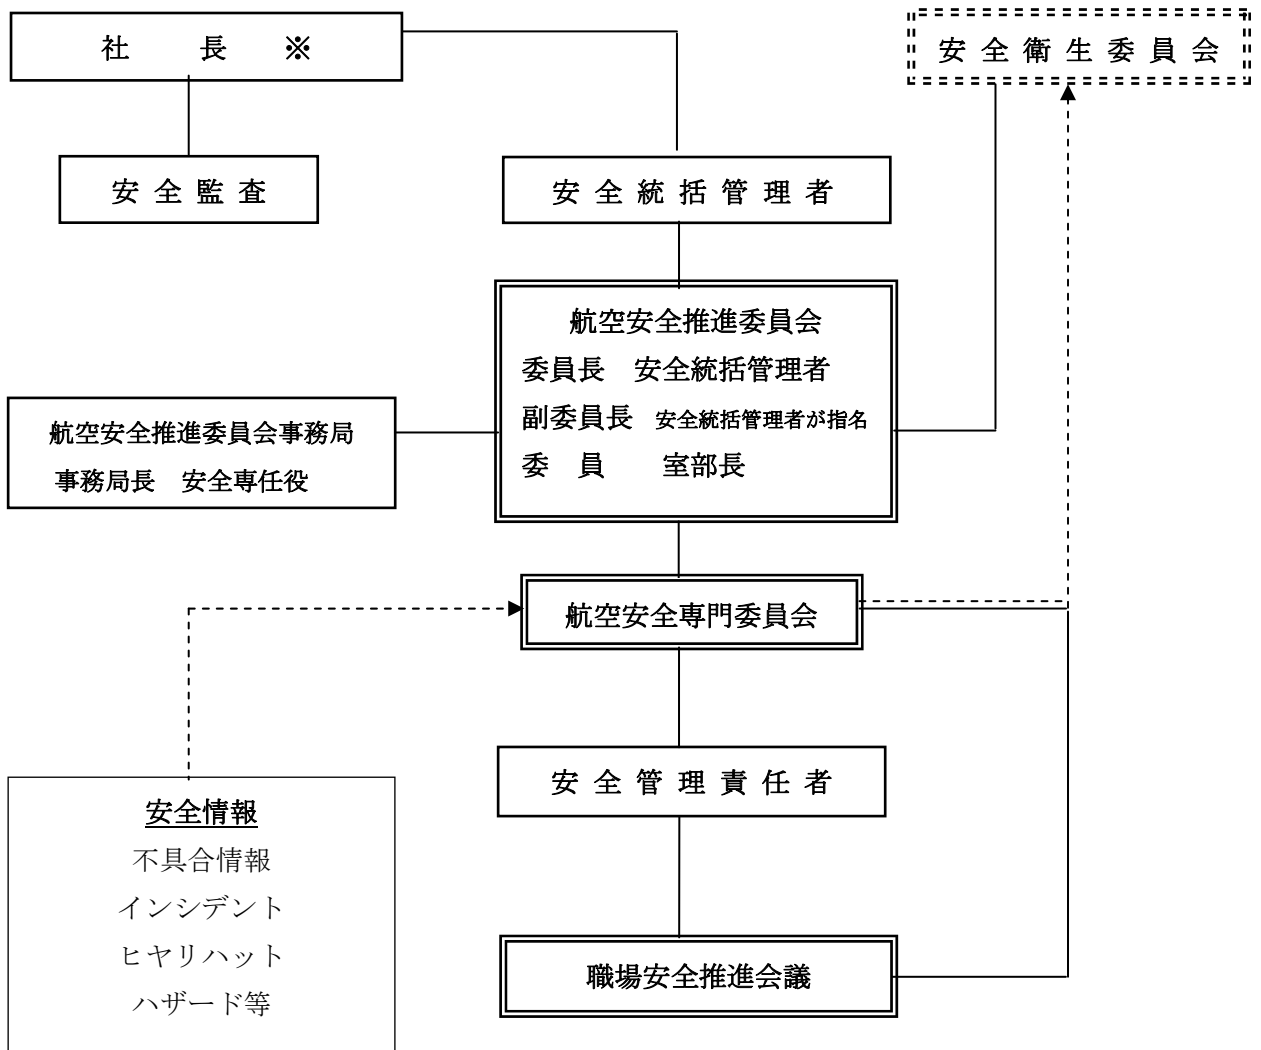 社　長　※
安全衛生委員会
安全監査
安全統括管理者
航空安全推進委員会
委員長　安全統括管理者
副委員長　安全統括管理者が指名
委　員　室部長
航空安全推進委員会事務局
事務局長　安全専任役
航空安全専門委員会
安全管理責任者
安全情報
不具合情報
インシデント
ヒヤリハット
ハザード等
職場安全推進会議